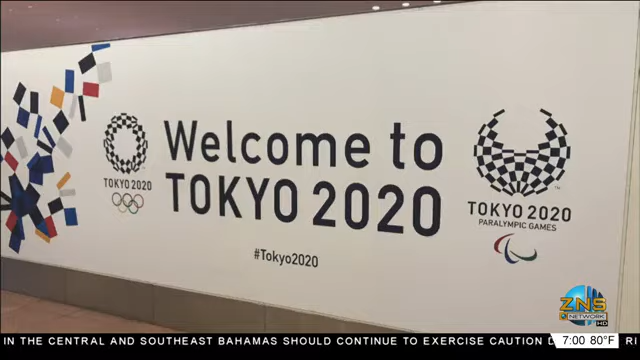 Welcome to
TOKYO 2020
#Tokyo2020
TOKYO 2020
TOKYO 2020
PARALYMPIC GAMES
ZNS
NETWORK
HD
IN THE CENTRAL AND SOUTHEAST BAHAMAS SHOULD CONTINUE TO EXERCISE CAUTION
7:00 80°F